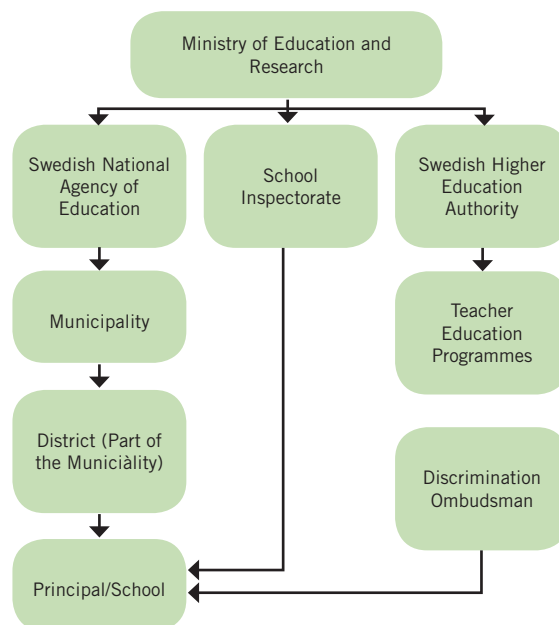 Ministry of Education and
Research
Swedish National
Agency of
Education
School
Inspectorate
Swedish Higher
Education
Authority
Municipality
Teacher
Education
Programmes
District (Part of
the Municiàlity)
Discrimination
Ombudsman
Principal/School